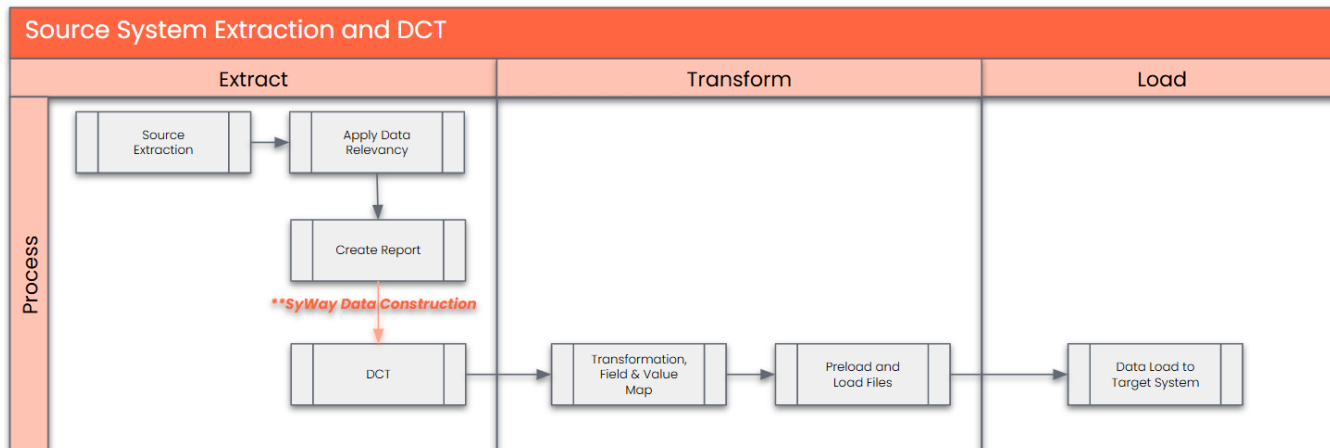 Source System Extraction and DCT
Extract
Transform
Load
Process
Source
Extraction
Apply Data
Relevancy
Create Report
**SyWay Data Construction
DCT
Transformation,
Field & Value
Map
Preload and
Load Files
Data Load to
Target System